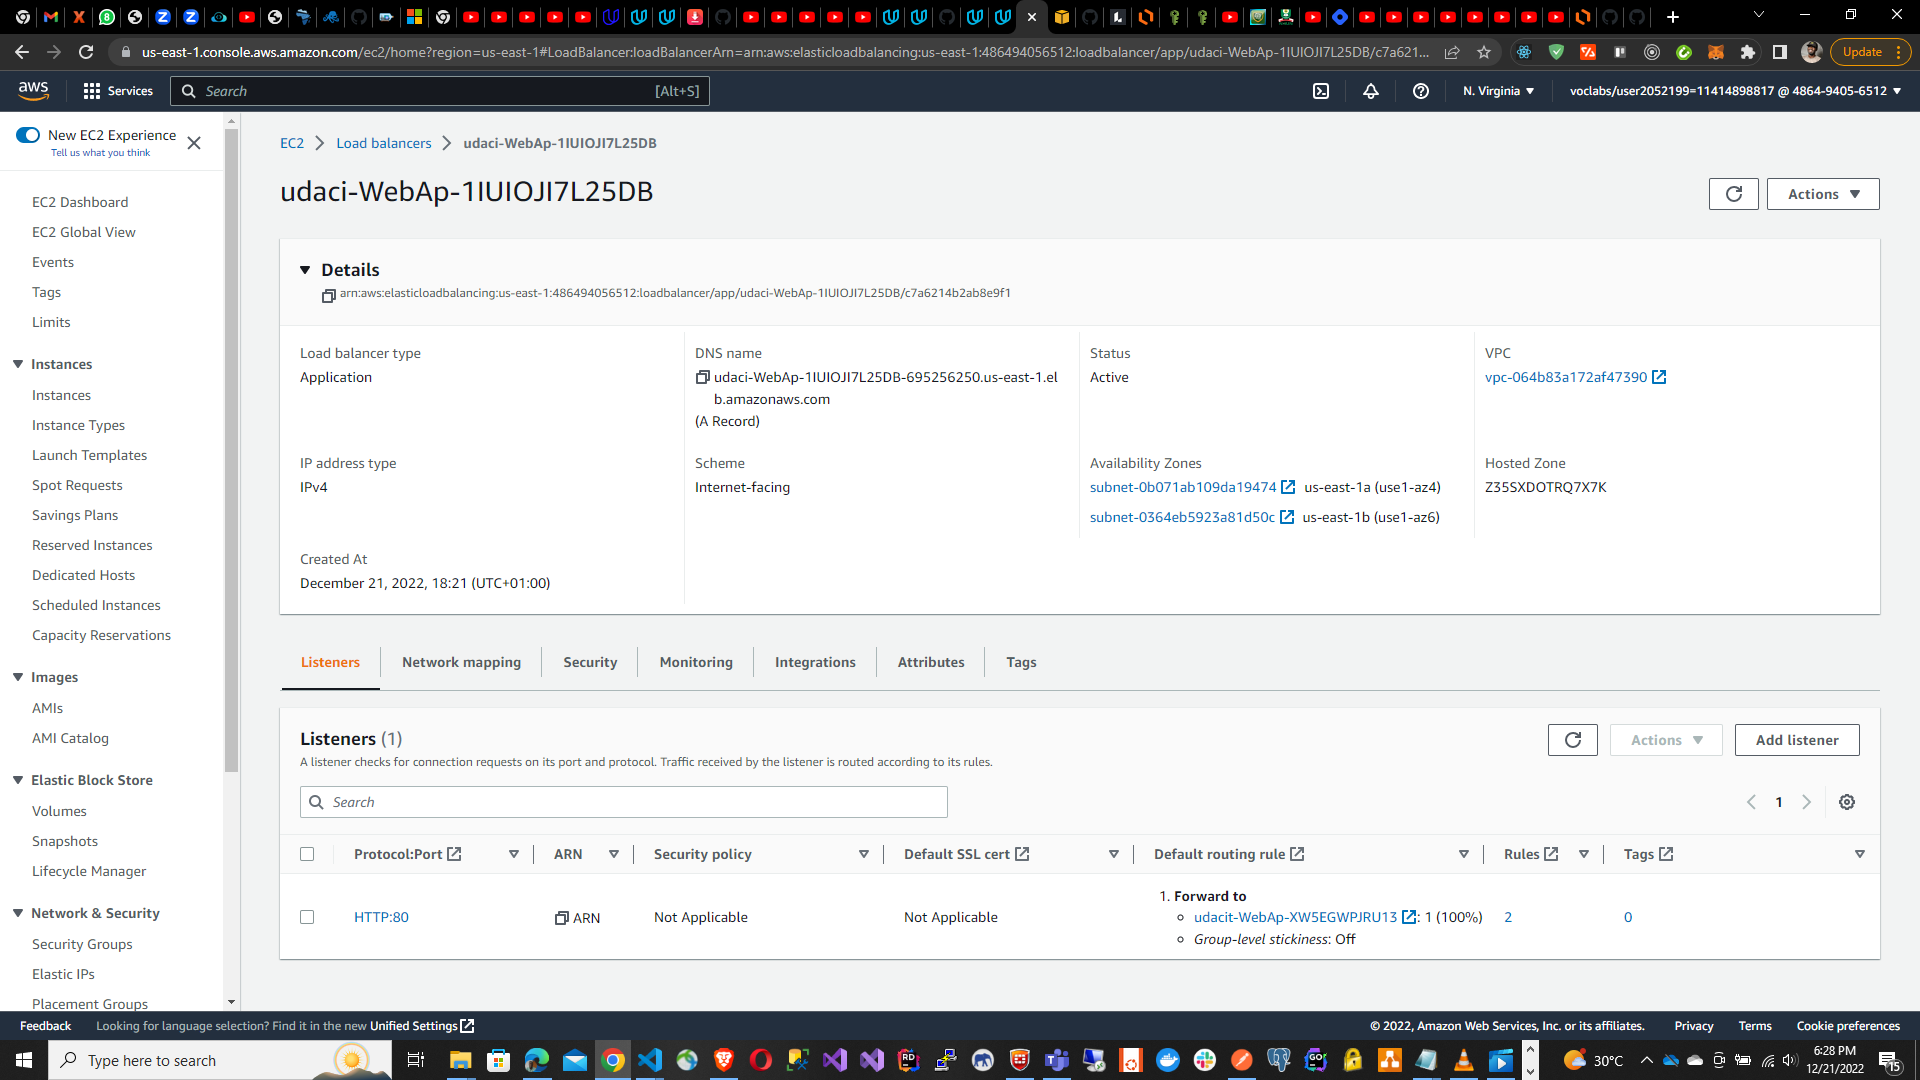 us-east-1.console.aws.amazon.com/ec2/home?region=us-east-1#LoadBalancer:loadBalancerArn=arn:aws:elasticloadbalancing:us-east-1:486494056512:loadbalancer/app/udaci-WebAp-1IUIOJI7L25DB/c7a621...
Update
aws
Services
Search
[Alt+S]
N. Virginia
voclabs/user2052199=11414898817 @ 4864-9405-6512
New EC2 Experience
Tell us what you think
EC2 Dashboard
EC2 Global View
Events
Tags
Limits
Instances
Instances
Instance Types
Launch Templates
Spot Requests
Savings Plans
Reserved Instances
Dedicated Hosts
Scheduled Instances
Capacity Reservations
Images
AMIs
AMI Catalog
Elastic Block Store
Volumes
Snapshots
Lifecycle Manager
Network & Security
Security Groups
Elastic IPs
Placement Groups
EC2 > Load balancers > udaci-WebAp-1IUIOJI7L25DB
udaci-WebAp-1IUIOJI7L25DB
Actions
Details
arn:aws:elasticloadbalancing:us-east-1:486494056512:loadbalancer/app/udaci-WebAp-1IUIOJI7L25DB/c7a6214b2ab8e9f1
Load balancer type
Application
DNS name
udaci-WebAp-1IUIOJI7L25DB-695256250.us-east-1.el
b.amazonaws.com
(A Record)
Status
Active
VPC
vpc-064b83a172af47390
IP address type
IPv4
Scheme
Internet-facing
Availability Zones
subnet-0b071ab109da19474 us-east-1a (use1-az4)
subnet-0364eb5923a81d50c us-east-1b (use1-az6)
Hosted Zone
Z35SXDOTRQ7X7K
Created At
December 21, 2022, 18:21 (UTC+01:00)
Listeners
Network mapping
Security
Monitoring
Integrations
Attributes
Tags
Listeners (1)
A listener checks for connection requests on its port and protocol. Traffic received by the listener is routed according to its rules.
Actions
Add listener
Search
1
Protocol:Port
ARN
Security policy
Default SSL cert
Default routing rule
Rules
Tags
HTTP:80
ARN
Not Applicable
Not Applicable
1. Forward to
udacit-WebAp-XW5EGWPJRU13 : 1 (100%)
Group-level stickiness: Off
2
0
Feedback
Looking for language selection? Find it in the new Unified Settings
© 2022, Amazon Web Services, Inc. or its affiliates.
Privacy
Terms
Cookie preferences
Type here to search
30°C
6:28 PM
12/21/2022
15